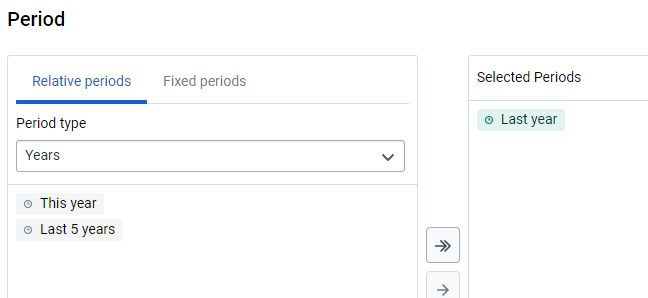 Period
Relative periods
Fixed periods
Period type
Years
This year
Last 5 years
Selected Periods
Last year